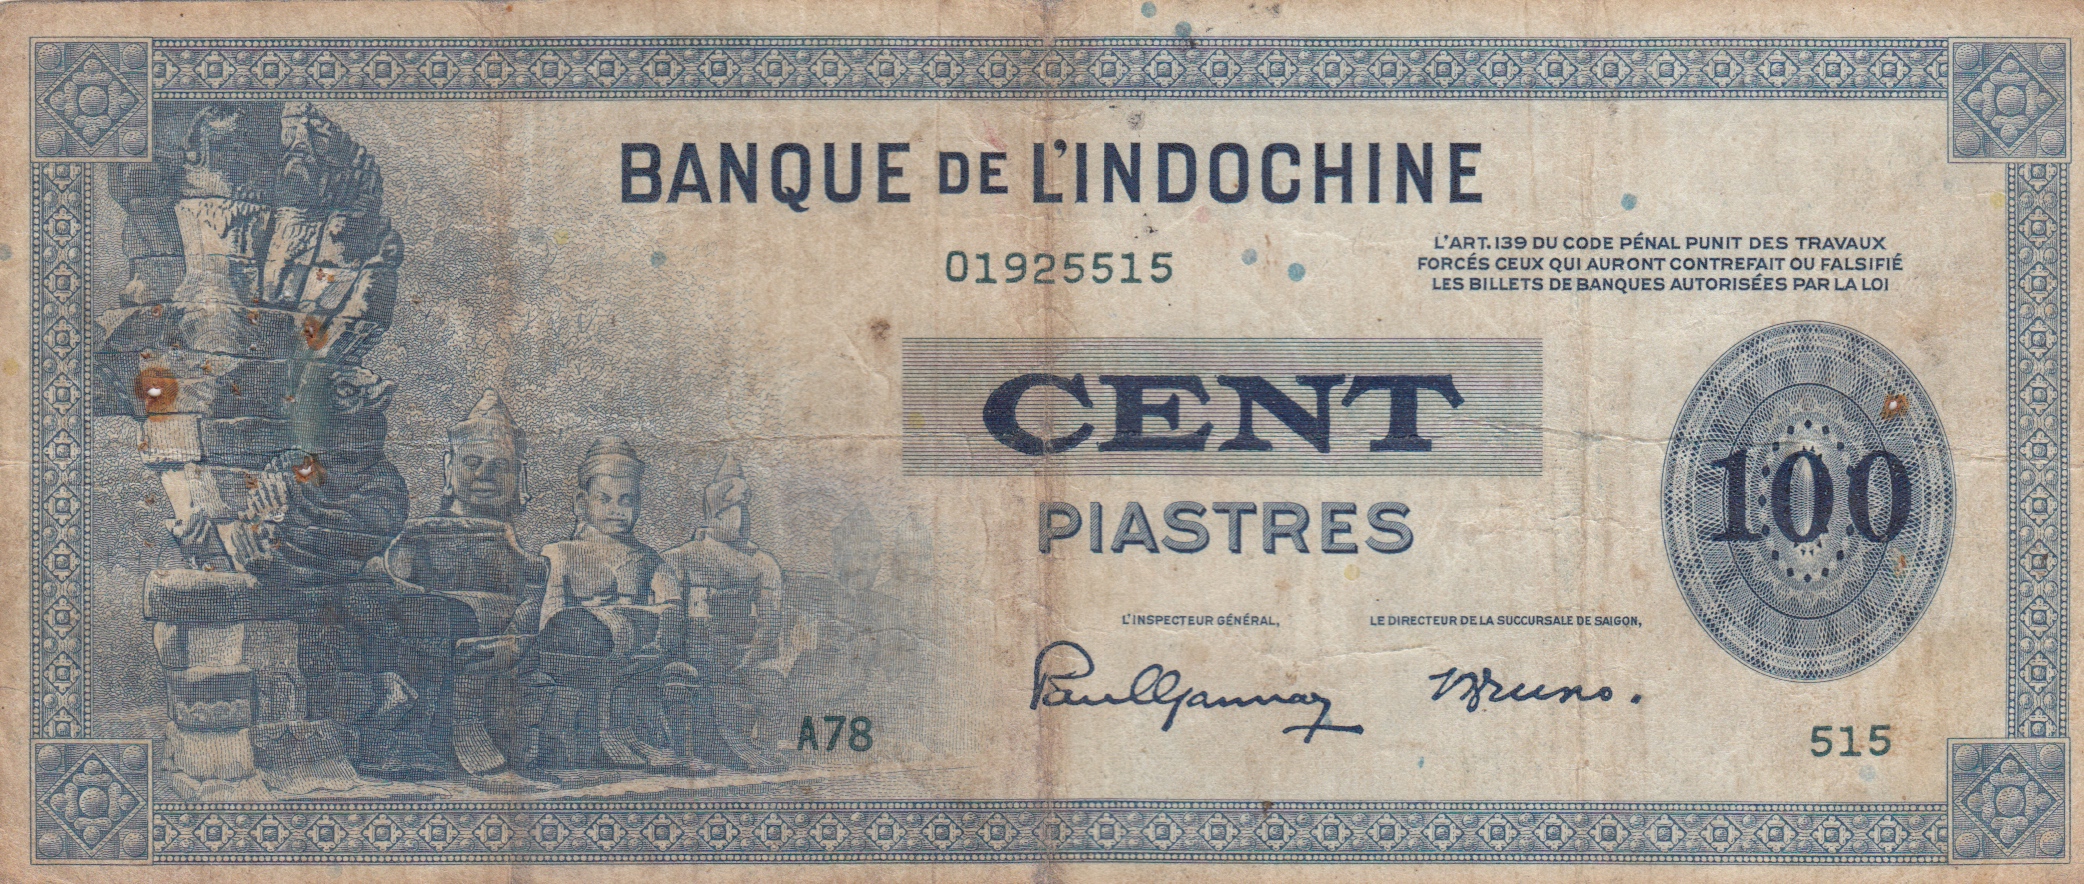 BANQUE DE L'INDOCHINE
01925515
L'ART.139 DU CODE PÉNAL PUNIT DES TRAVAUX
FORCÉS CEUX QUI AURONT CONTREFAIT OU FALSIFIÉ
LES BILLETS DE BANQUES AUTORISÉES PAR LA LOI
CENT
PIASTRES
100
L'INSPECTEUR GÉNÉRAL,
LE DIRECTEUR DE LA SUCCURSALE DE SAIGON,
Paul Gannay
Bruno.
A78
515